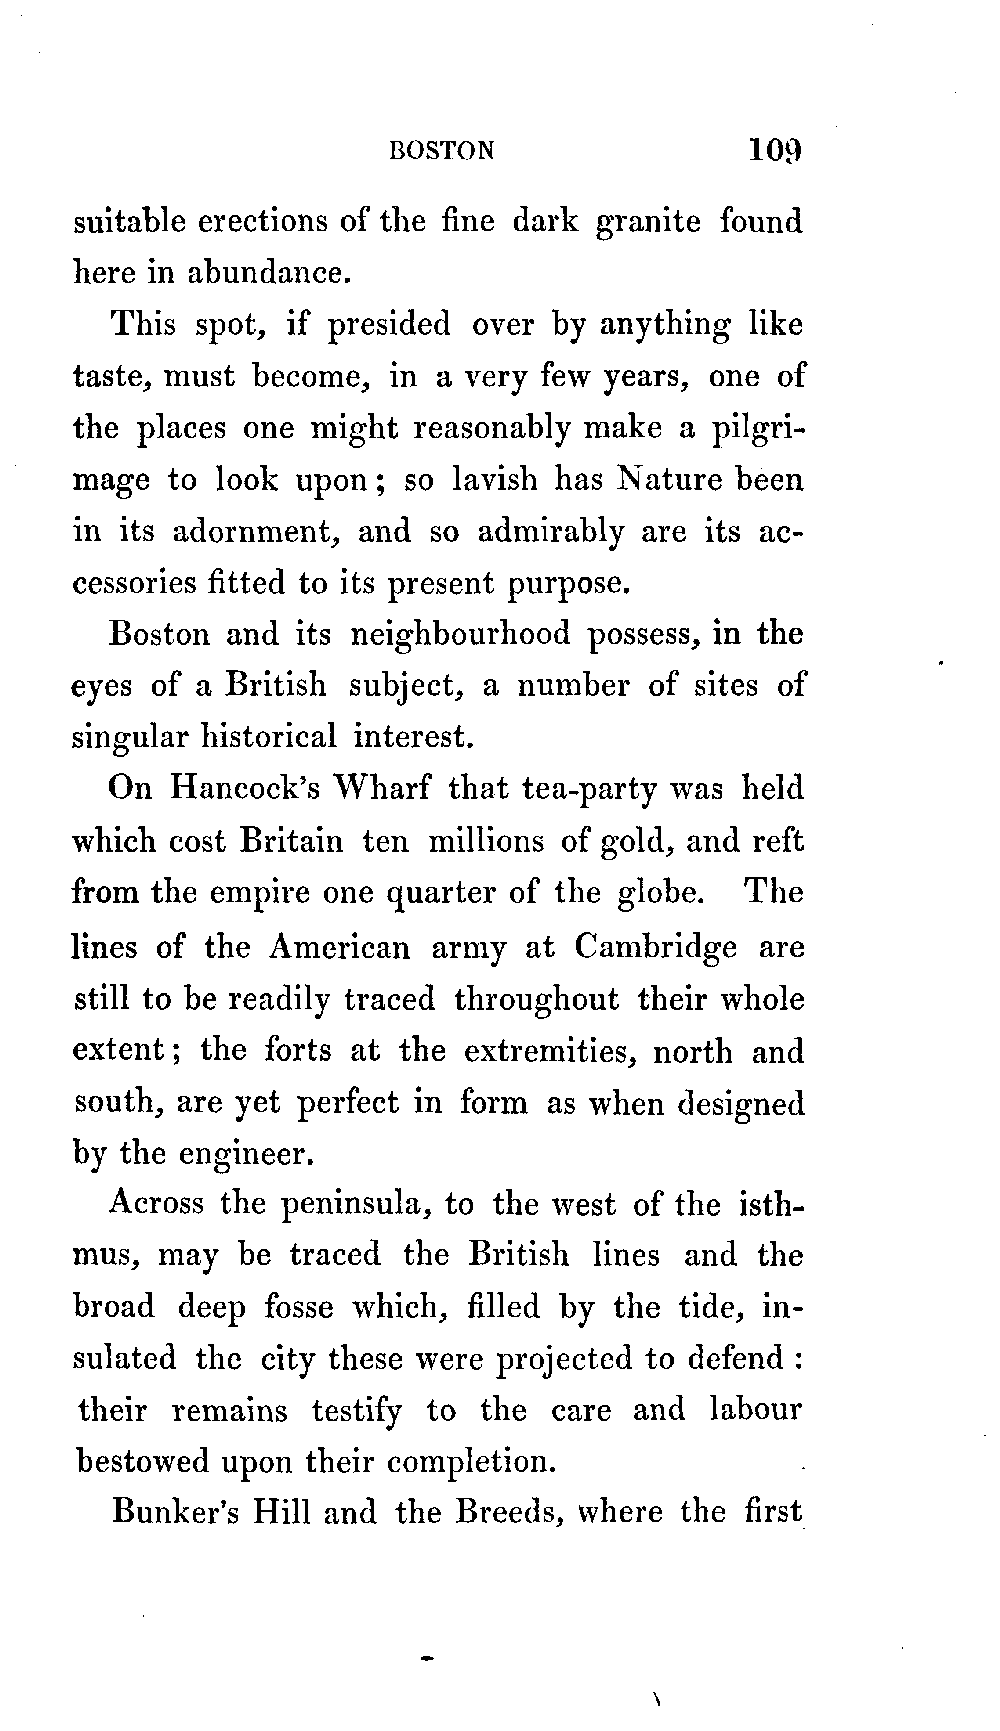 BOSTON 109
suitable erections of the fine dark granite found
here in abundance.
This spot, if presided over by anything like
taste, must become, in a very few years, one of
the places one might reasonably make a pilgri-
mage to look upon; so lavish has Nature been
in its adornment, and so admirably are its ac-
cessories fitted to its present purpose.
Boston and its neighbourhood possess, in the
eyes of a British subject, a number of sites of
singular historical interest.
On Hancock's Wharf that tea-party was held
which cost Britain ten millions of gold, and reft
from the empire one quarter of the globe. The
lines of the American army at Cambridge are
still to be readily traced throughout their whole
extent; the forts at the extremities, north and
south, are yet perfect in form as when designed
by the engineer.
Across the peninsula, to the west of the isth-
mus, may be traced the British lines and the
broad deep fosse which, filled by the tide, in-
sulated the city these were projected to defend :
their remains testify to the care and labour
bestowed upon their completion.
Bunker's Hill and the Breeds, where the first